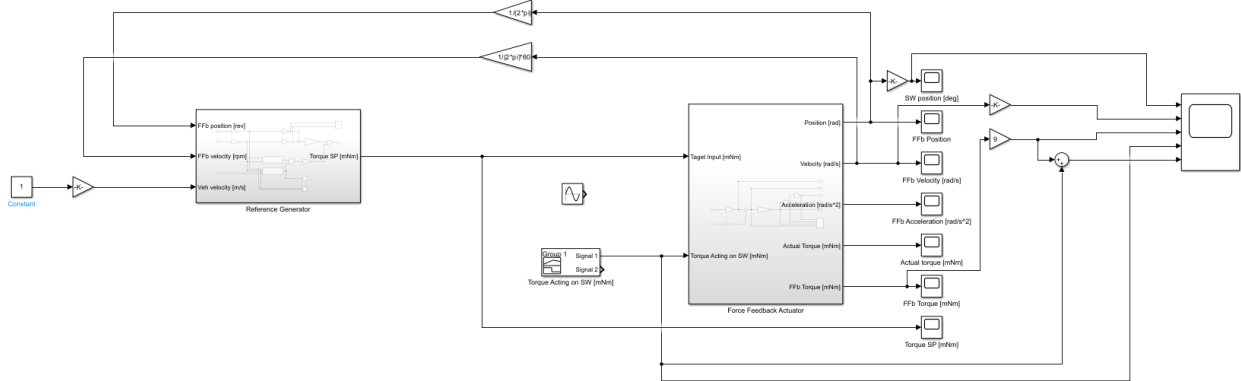 1/(2*pi)
1/(2*pi)*60
-K-
SW position [deg]
FFb position [rev]
FFb velocity [rpm]
Veh velocity [m/s]
Torque SP [mNm]
Reference Generator
1
Constant
-K-
Taget Input [mNm]
Torque Acting on SW [mNm]
Position [rad]
Velocity [rad/s]
Acceleration [rad/s^2]
Actual Torque [mNm]
FFb Torque [mNm]
Force Feedback Actuator
Group 1
Signal 1
Signal 2
Torque Acting on SW [mNm]
FFb Position
FFb Velocity [rad/s]
FFb Acceleration [rad/s^2]
Actual torque [mNm]
FFb Torque [mNm]
Torque SP [mNm]
-K-
9